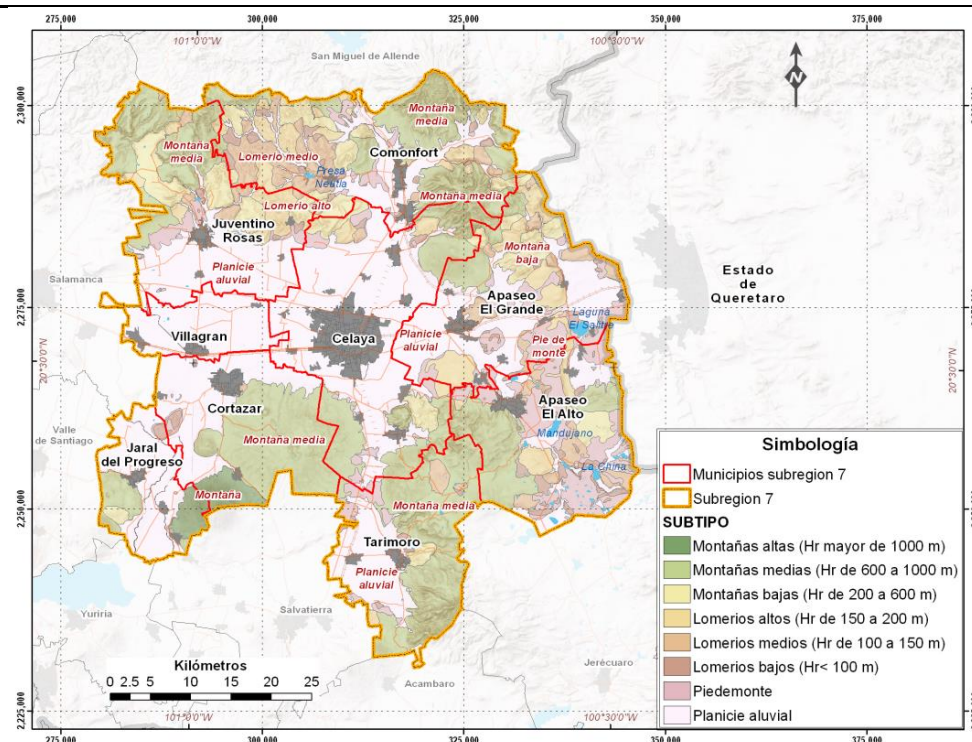 275,000 300,000 325,000 350,000 375,000
101°0'0"W 100°30'0"W
San Miguel de Allende
N
2,300,000
Montaña
media
Montaña
media
Lomerio medio
Comonfort
Presa
Neutla
Montaña media
Lomerio alto
Juventino
Rosas
Montaña
baja
Planicie
aluvial
Salamanca
Estado
de
Queretaro
Apaseo
El Grande
Laguna
El Salitre
2,275,000
Villagran
Celaya
Planicie
aluvial
Pie de
monte
20°30'0"N
20°30'0"N
Cortazar
Apaseo
El Alto
Valle
de Santiago
Montaña media
Mandujano
Jaral
del Progreso
La China
Montaña
Montaña media
2,250,000
Tarimoro
Planicie
aluvial
Yuriria
Salvatierra
Jerécuaro
Acambaro
Kilómetros
0 2.5 5 10 15 20 25
2,225,000
101°0'0"W 100°30'0"W
275,000 300,000 325,000 350,000 375,000
Simbología
Municipios subregion 7
Subregion 7
SUBTIPO
Montañas altas (Hr mayor de 1000 m)
Montañas medias (Hr de 600 a 1000 m)
Montañas bajas (Hr de 200 a 600 m)
Lomerios altos (Hr de 150 a 200 m)
Lomerios medios (Hr de 100 a 150 m)
Lomerios bajos (Hr< 100 m)
Piedemonte
Planicie aluvial